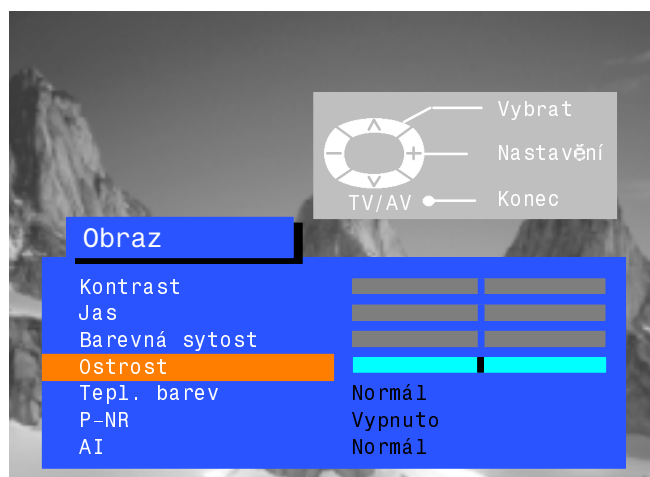 Vybrat
Nastavění
TV/AV Konec
Obraz
Kontrast
Jas
Barevná sytost
Ostrost
Tepl. barev Normál
P-NR Vypnuto
AI Normál